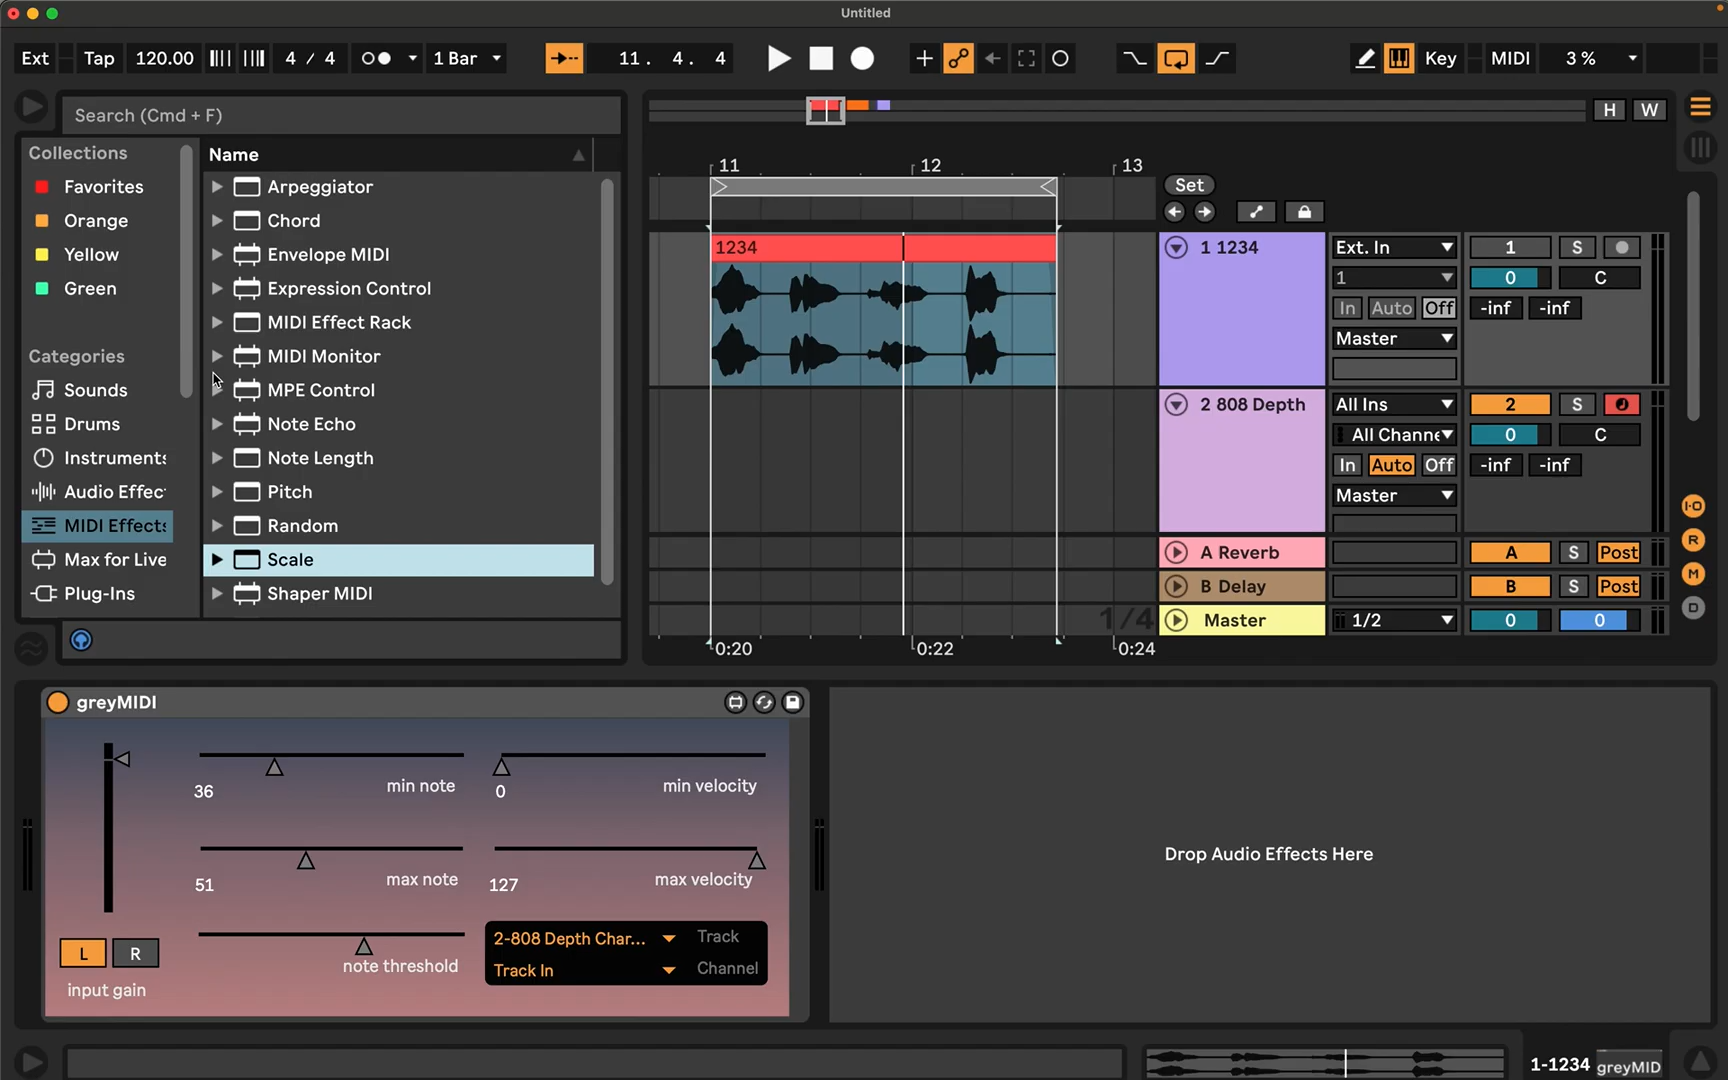 Untitled
Ext Tap 120.00 4 / 4 1 Bar 11. 4. 4 Key MIDI 3 %
Search (Cmd + F)
H W
Collections
Favorites
Orange
Yellow
Green
Categories
Sounds
Drums
Instruments
Audio Effec
MIDI Effects
Max for Live
Plug-Ins
Name
Arpeggiator
Chord
Envelope MIDI
Expression Control
MIDI Effect Rack
MIDI Monitor
MPE Control
Note Echo
Note Length
Pitch
Random
Scale
Shaper MIDI
11 12 13
Set
1234
1 1234 Ext. In 1 S
1 0 C
In Auto Off -inf -inf
Master
2 808 Depth All Ins 2 S
All Channe 0 C
In Auto Off -inf -inf
Master
A Reverb A S Post
B Delay B S Post
1/4 Master 1/2 0 0
0:20 0:22 0:24
I·O
R
M
D
greyMIDI
36 min note
0 min velocity
51 max note
127 max velocity
note threshold
L R
input gain
2-808 Depth Char... Track
Track In Channel
Drop Audio Effects Here
1-1234 greyMID